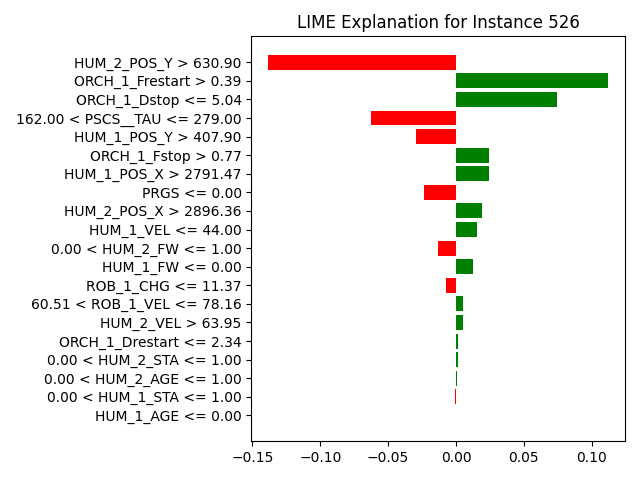 LIME Explanation for Instance 526
HUM_2_POS_Y > 630.90
ORCH_1_Frestart > 0.39
ORCH_1_Dstop <= 5.04
162.00 < PSCS__TAU <= 279.00
HUM_1_POS_Y > 407.90
ORCH_1_Fstop > 0.77
HUM_1_POS_X > 2791.47
PRGS <= 0.00
HUM_2_POS_X > 2896.36
HUM_1_VEL <= 44.00
0.00 < HUM_2_FW <= 1.00
HUM_1_FW <= 0.00
ROB_1_CHG <= 11.37
60.51 < ROB_1_VEL <= 78.16
HUM_2_VEL > 63.95
ORCH_1_Drestart <= 2.34
0.00 < HUM_2_STA <= 1.00
0.00 < HUM_2_AGE <= 1.00
0.00 < HUM_1_STA <= 1.00
HUM_1_AGE <= 0.00
−0.15 −0.10 −0.05 0.00 0.05 0.10